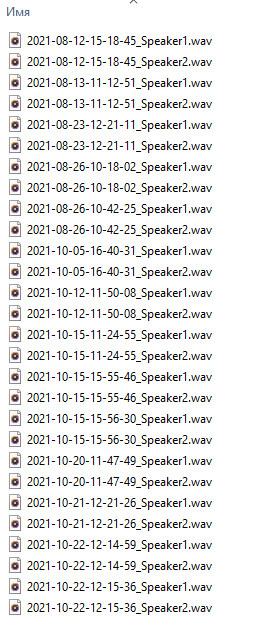 Имя
2021-08-12-15-18-45_Speaker1.wav
2021-08-12-15-18-45_Speaker2.wav
2021-08-13-11-12-51_Speaker1.wav
2021-08-13-11-12-51_Speaker2.wav
2021-08-23-12-21-11_Speaker1.wav
2021-08-23-12-21-11_Speaker2.wav
2021-08-26-10-18-02_Speaker1.wav
2021-08-26-10-18-02_Speaker2.wav
2021-08-26-10-42-25_Speaker1.wav
2021-08-26-10-42-25_Speaker2.wav
2021-10-05-16-40-31_Speaker1.wav
2021-10-05-16-40-31_Speaker2.wav
2021-10-12-11-50-08_Speaker1.wav
2021-10-12-11-50-08_Speaker2.wav
2021-10-15-11-24-55_Speaker1.wav
2021-10-15-11-24-55_Speaker2.wav
2021-10-15-15-55-46_Speaker1.wav
2021-10-15-15-55-46_Speaker2.wav
2021-10-15-15-56-30_Speaker1.wav
2021-10-15-15-56-30_Speaker2.wav
2021-10-20-11-47-49_Speaker1.wav
2021-10-20-11-47-49_Speaker2.wav
2021-10-21-12-21-26_Speaker1.wav
2021-10-21-12-21-26_Speaker2.wav
2021-10-22-12-14-59_Speaker1.wav
2021-10-22-12-14-59_Speaker2.wav
2021-10-22-12-15-36_Speaker1.wav
2021-10-22-12-15-36_Speaker2.wav